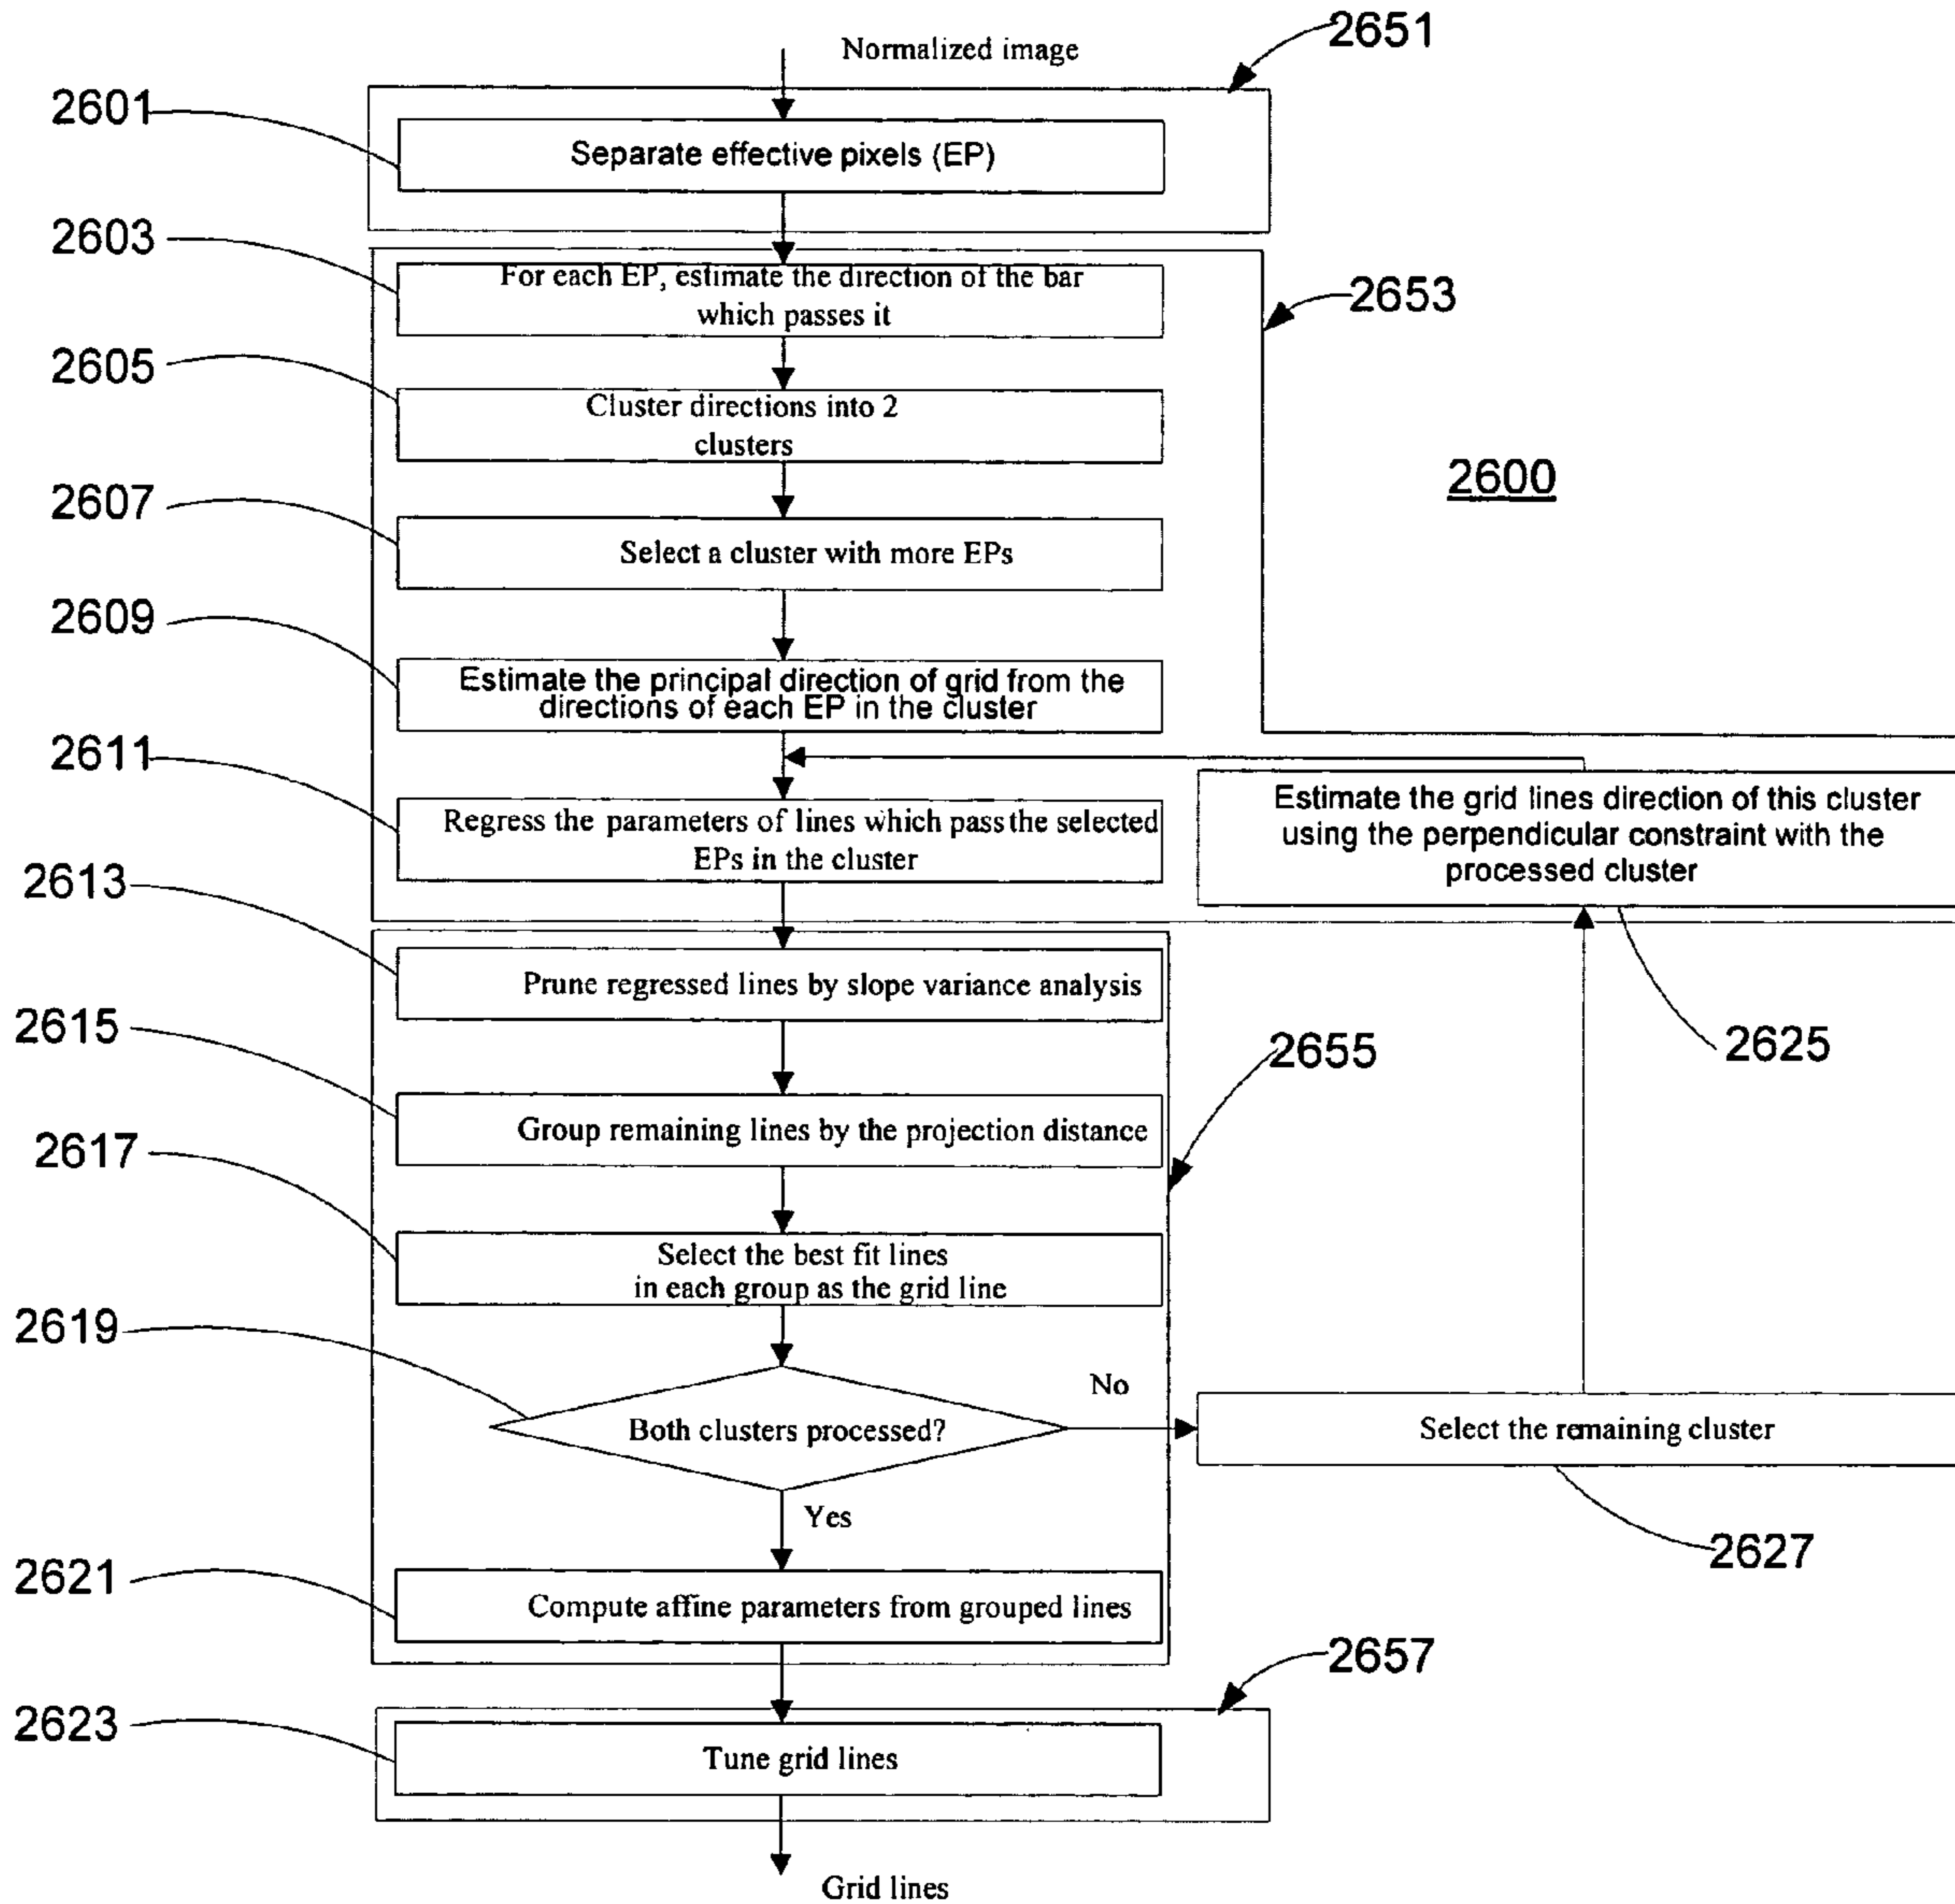 Normalized image
2651
2601
Separate effective pixels (EP)
2603
For each EP, estimate the direction of the bar
which passes it
2653
2605
Cluster directions into 2
clusters
2600
2607
Select a cluster with more EPs
2609
Estimate the principal direction of grid from the
directions of each EP in the cluster
2611
Regress the parameters of lines which pass the selected
EPs in the cluster
Estimate the grid lines direction of this cluster
using the perpendicular constraint with the
processed cluster
2613
Prune regressed lines by slope variance analysis
2625
2615
2655
Group remaining lines by the projection distance
2617
Select the best fit lines
in each group as the grid line
2619
Both clusters processed?
No
Select the remaining cluster
Yes
2627
2621
Compute affine parameters from grouped lines
2657
2623
Tune grid lines
Grid lines